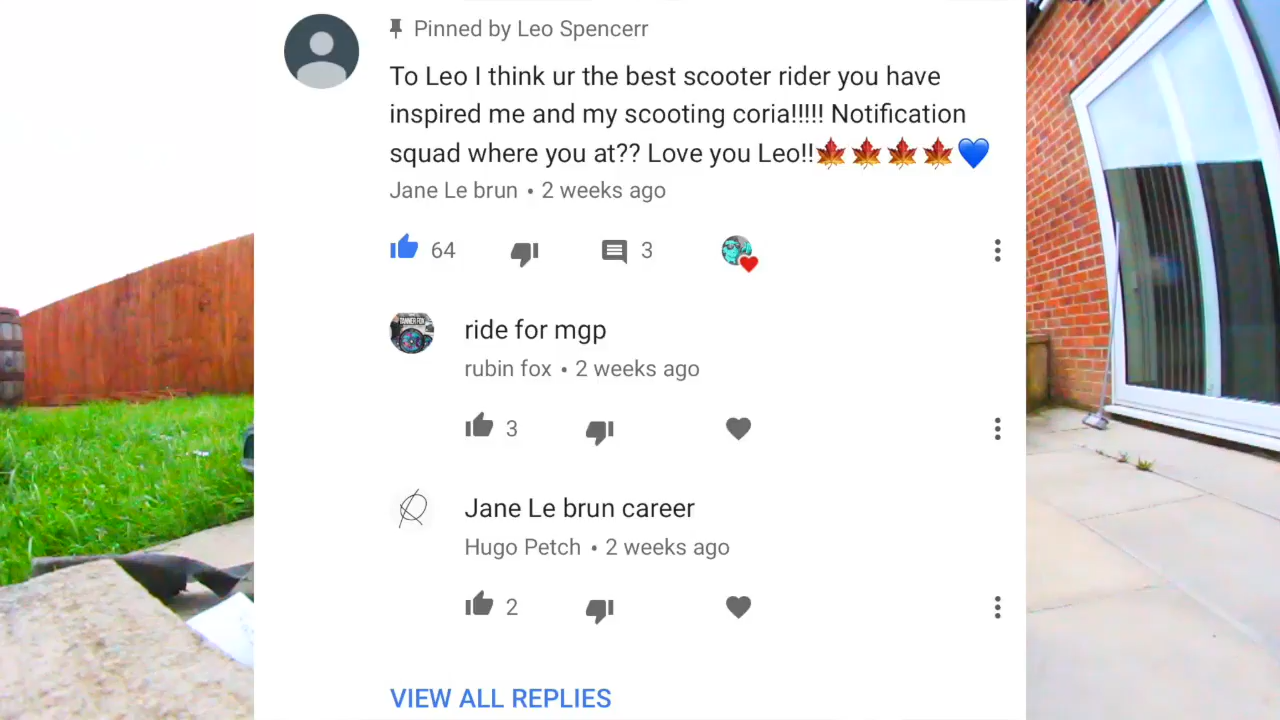 Pinned by Leo Spencerr
To Leo I think ur the best scooter rider you have
inspired me and my scooting coria!!!!! Notification
squad where you at?? Love you Leo!!🍁🍁🍁🍁💙
Jane Le brun • 2 weeks ago
64 3
ride for mgp
rubin fox • 2 weeks ago
3
Jane Le brun career
Hugo Petch • 2 weeks ago
2
VIEW ALL REPLIES